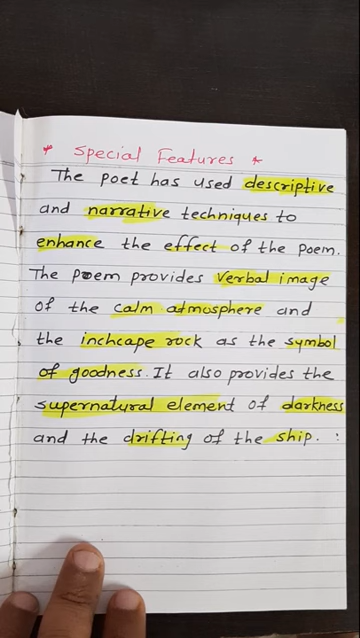 * Special Features *
The poet has used descriptive
and narrative techniques to
enhance the effect of the poem.
The poem provides verbal image
of the calm atmosphere and
the inchcape rock as the symbol
of goodness. It also provides the
supernatural element of darkness
and the drifting of the ship. :